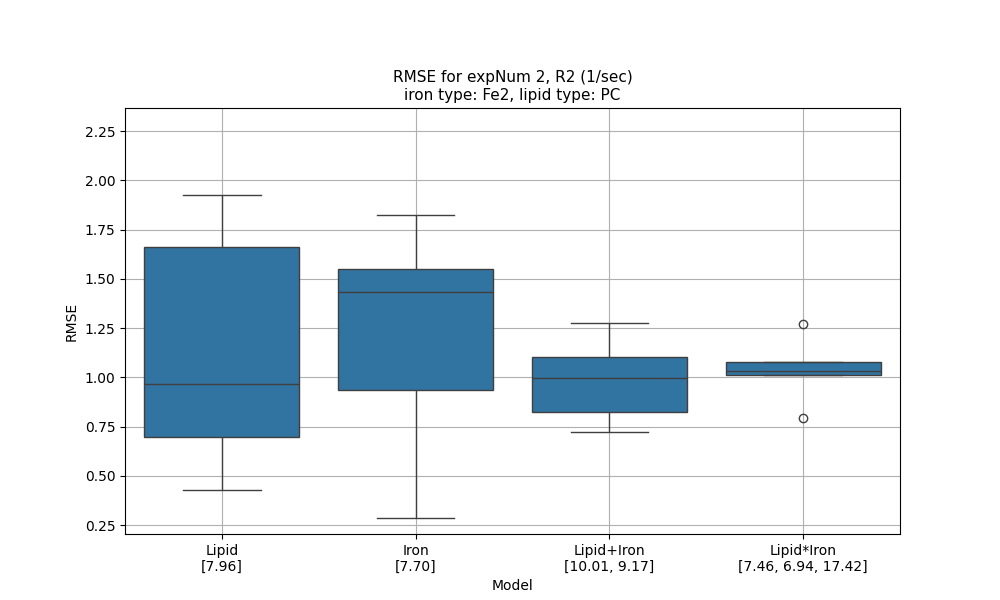 RMSE for expNum 2, R2 (1/sec)
iron type: Fe2, lipid type: PC
RMSE
2.25
2.00
1.75
1.50
1.25
1.00
0.75
0.50
0.25
Lipid
[7.96]
Iron
[7.70]
Lipid+Iron
[10.01, 9.17]
Lipid*Iron
[7.46, 6.94, 17.42]
Model